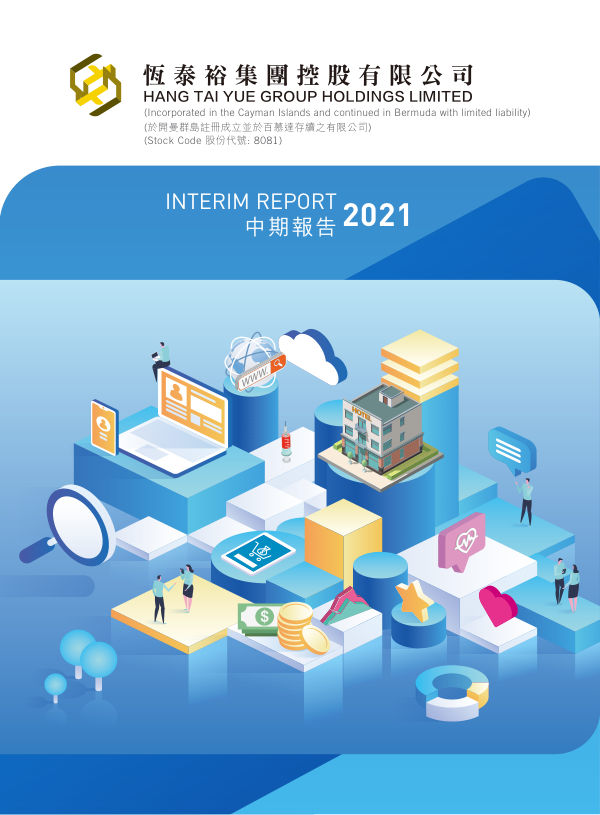 恆泰裕集團控股有限公司
HANG TAI YUE GROUP HOLDINGS LIMITED
(Incorporated in the Cayman Islands and continued in Bermuda with limited liability)
(於開曼群島註冊成立並於百慕達存續之有限公司)
(Stock Code 股份代號: 8081)
INTERIM REPORT
中期報告 2021
WWW.
HOTEL
$